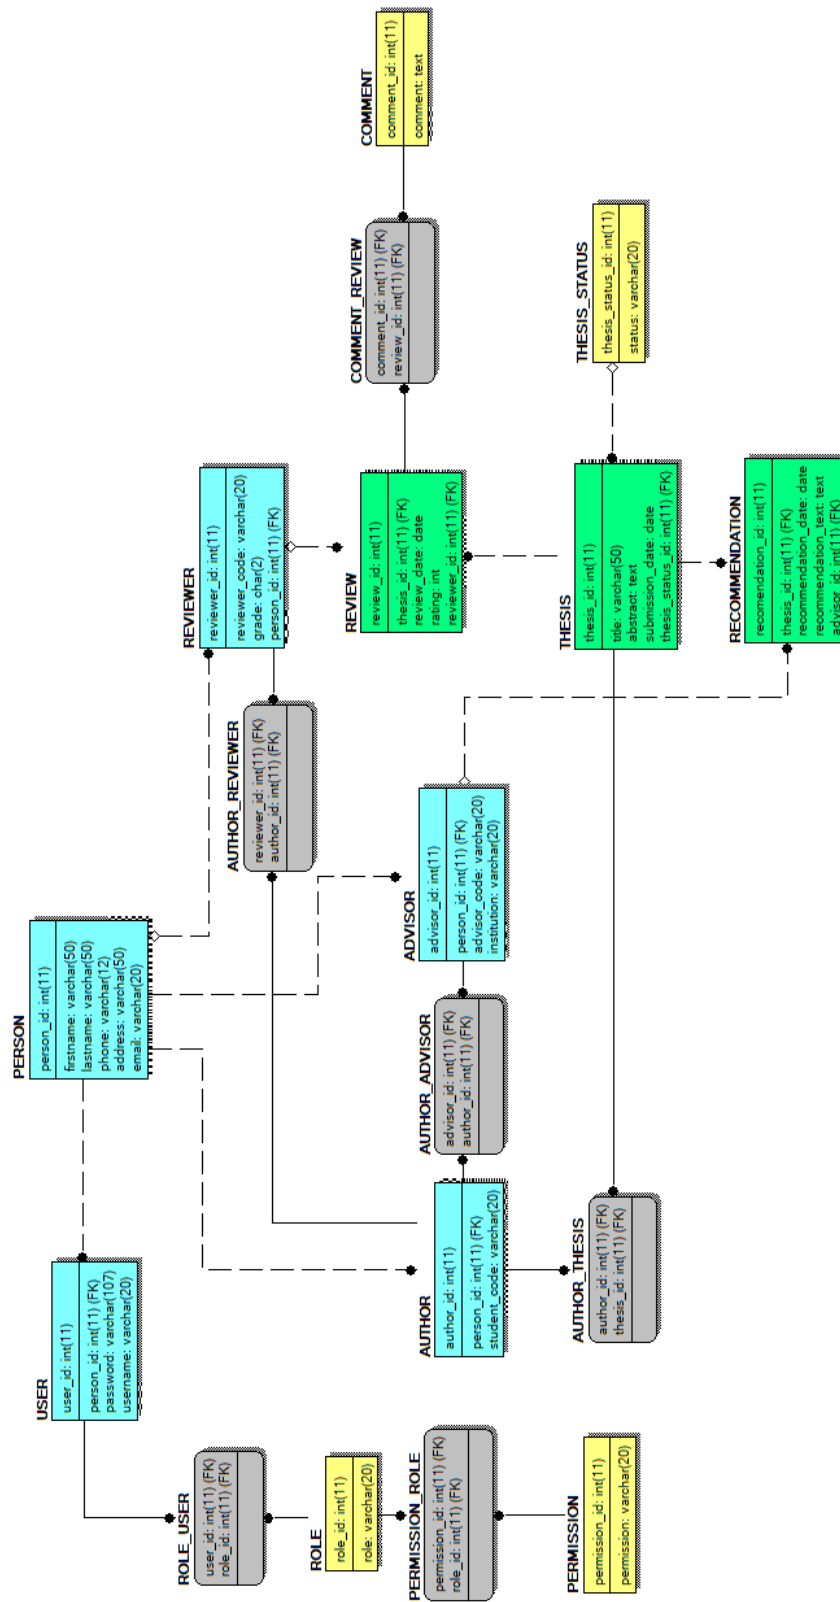 USER
user_id: int(11)
person_id: int(11) (FK)
password: varchar(107)
username: varchar(20)
PERSON
person_id: int(11)
firstname: varchar(50)
lastname: varchar(50)
phone: varchar(12)
address: varchar(50)
email: varchar(20)
REVIEWER
reviewer_id: int(11)
reviewer_code: varchar(20)
grade: char(2)
person_id: int(11) (FK)
COMMENT
comment_id: int(11)
comment: text
ROLE_USER
user_id: int(11) (FK)
role_id: int(11) (FK)
AUTHOR_REVIEWER
reviewer_id: int(11) (FK)
author_id: int(11) (FK)
COMMENT_REVIEW
comment_id: int(11) (FK)
review_id: int(11) (FK)
ROLE
role_id: int(11)
role: varchar(20)
REVIEW
review_id: int(11)
thesis_id: int(11) (FK)
review_date: date
rating: int
reviewer_id: int(11) (FK)
PERMISSION_ROLE
permission_id: int(11) (FK)
role_id: int(11) (FK)
AUTHOR
author_id: int(11)
person_id: int(11) (FK)
student_code: varchar(20)
AUTHOR_ADVISOR
advisor_id: int(11) (FK)
author_id: int(11) (FK)
ADVISOR
advisor_id: int(11)
person_id: int(11) (FK)
advisor_code: varchar(20)
institution: varchar(20)
PERMISSION
permission_id: int(11)
permission: varchar(20)
AUTHOR_THESIS
author_id: int(11) (FK)
thesis_id: int(11) (FK)
THESIS
thesis_id: int(11)
title: varchar(50)
abstract: text
submission_date: date
thesis_status_id: int(11) (FK)
THESIS_STATUS
thesis_status_id: int(11)
status: varchar(20)
RECOMMENDATION
recomendation_id: int(11)
thesis_id: int(11) (FK)
recommendation_date: date
recommendation_text: text
advisor_id: int(11) (FK)